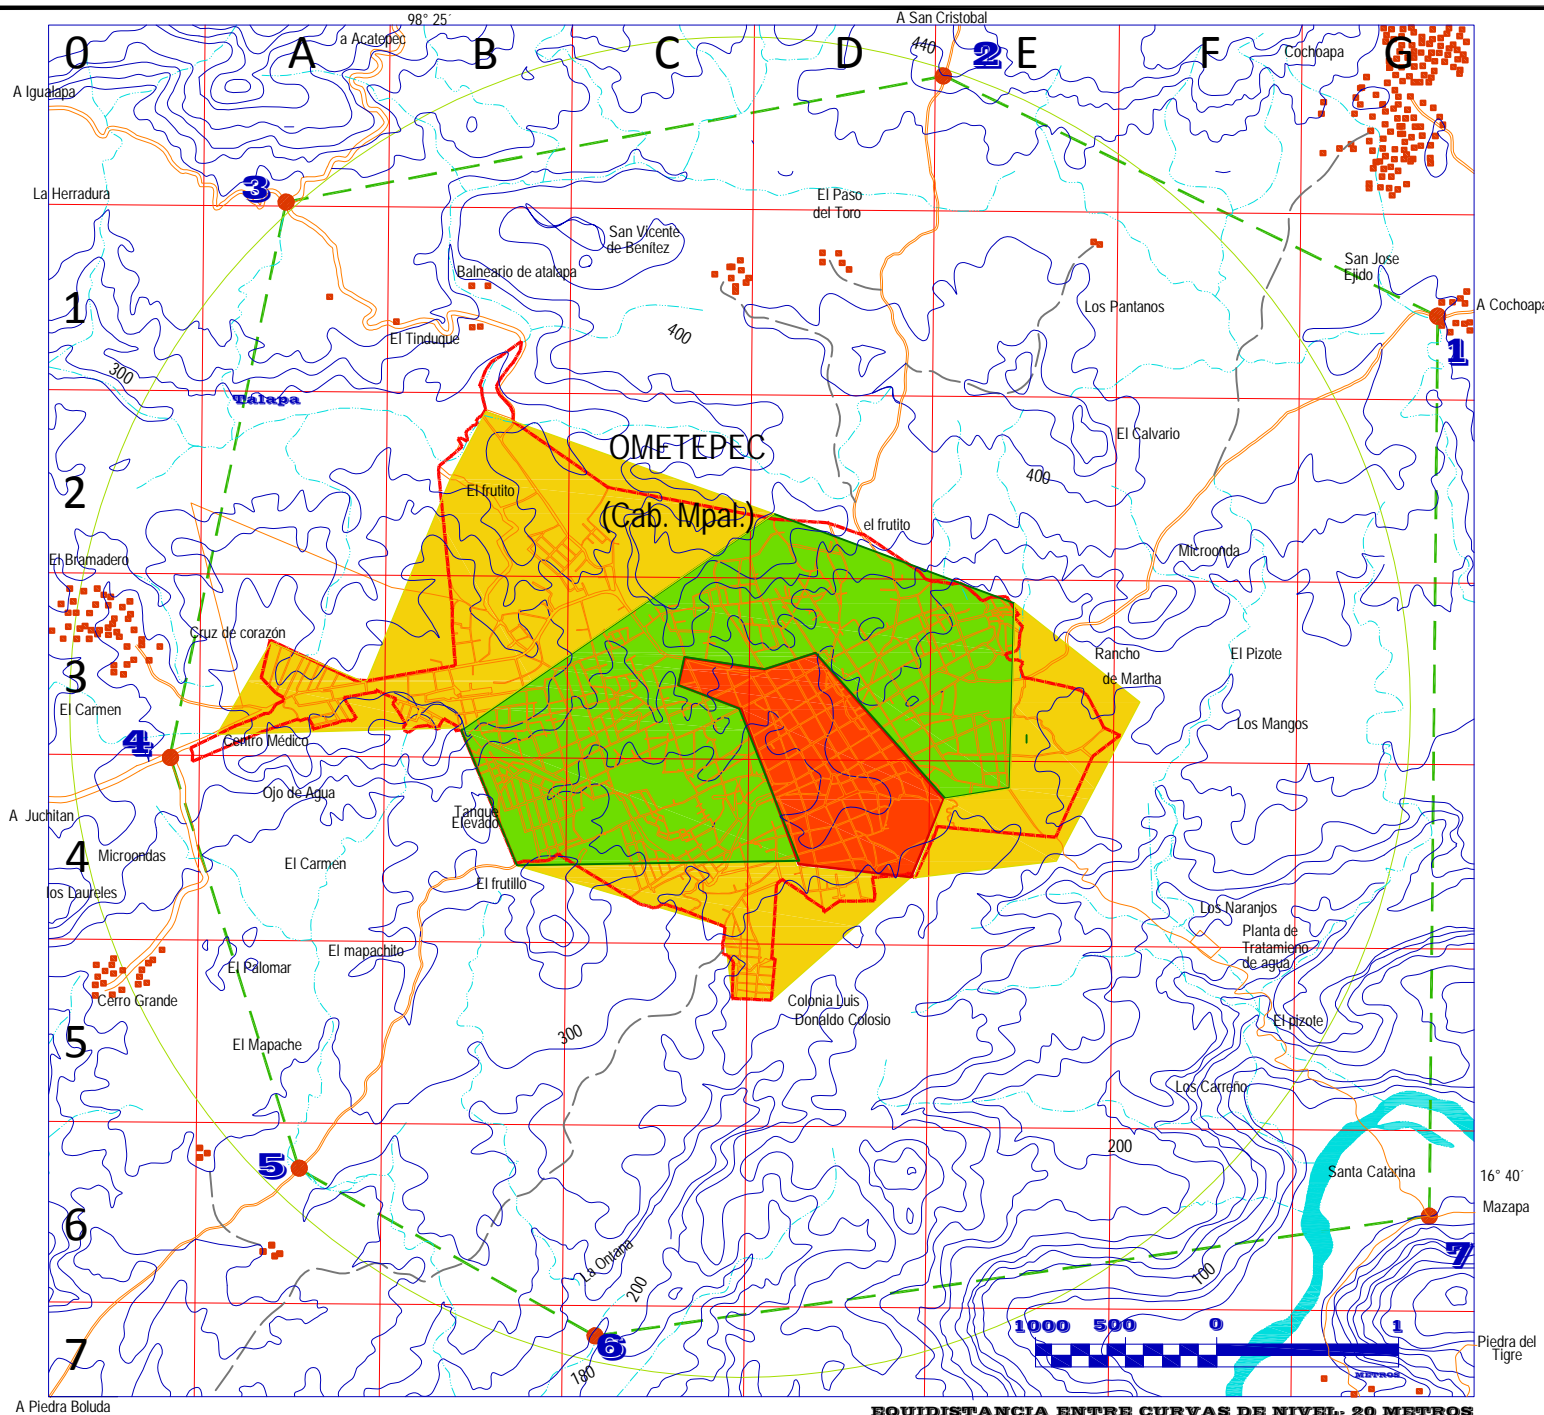 98° 25´
A San Cristobal
0
A
a Acatepec
B
C
D
440
2
E
F
Cochoapa
G
A Igualapa
3
La Herradura
El Paso
del Toro
San Vicente
de Benítez
San Jose
Ejido
Balneario de atalapa
1
Los Pantanos
A Cochoapa
400
El Tinduque
1
300
Talapa
OMETEPEC
El Calvario
400
2
El frutito
(Cab. Mpal.)
el frutito
Microonda
El Bramadero
Cruz de corazón
Rancho
de Martha
El Pizote
3
El Carmen
Los Mangos
4
Centro Médico
Ojo de Agua
A Juchitan
Tanque
Elevado
Microondas
4
El Carmen
los Laureles
El frutillo
Los Naranjos
Planta de
Tratamieno
de agua
El mapachito
El Palomar
Cerro Grande
Colonia Luis
Donaldo Colosio
El pizote
5
El Mapache
300
Los Carreño
200
5
Santa Catarina
16° 40´
Mazapa
6
La Ontana
7
100
200
1000 500 0 1
6
7
Piedra del
Tigre
180
METROS
A Piedra Boluda
EQUIDISTANCIA ENTRE CURVAS DE NIVEL: 20 METROS